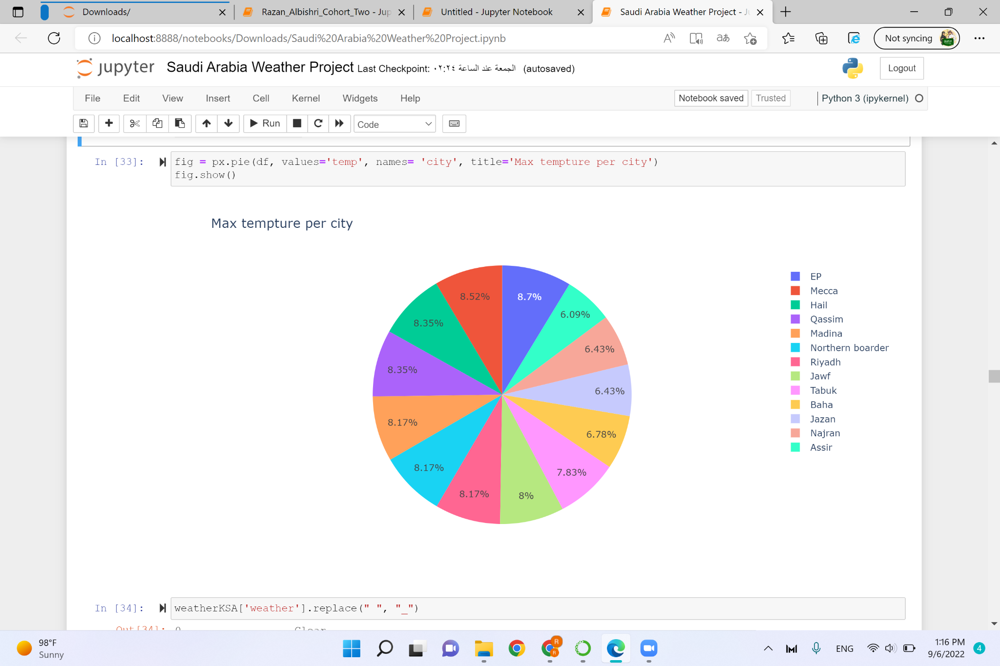 Downloads/
Razan_Albishri_Cohort_Two - Jup
Untitled - Jupyter Notebook
Saudi Arabia Weather Project - Ju
localhost:8888/notebooks/Downloads/Saudi%20Arabia%20Weather%20Project.ipynb
Not syncing
jupyter Saudi Arabia Weather Project Last Checkpoint: الجمعة عند الساعة ٠٢:٢٤ (autosaved)
Logout
File Edit View Insert Cell Kernel Widgets Help
Notebook saved Trusted Python 3 (ipykernel)
Run Code
In [33]: fig = px.pie(df, values='temp', names= 'city', title='Max tempture per city')
fig.show()
Max tempture per city
8.52%
8.7%
6.09%
8.35%
6.43%
8.35%
6.43%
8.17%
6.78%
8.17%
7.83%
8.17%
8%
EP
Mecca
Hail
Qassim
Madina
Northern boarder
Riyadh
Jawf
Tabuk
Baha
Jazan
Najran
Assir
In [34]: weatherKSA['weather'].replace(" ", "_")
Out[34]: 0 Clear
98°F
Sunny
R
R
ENG
1:16 PM
9/6/2022
4